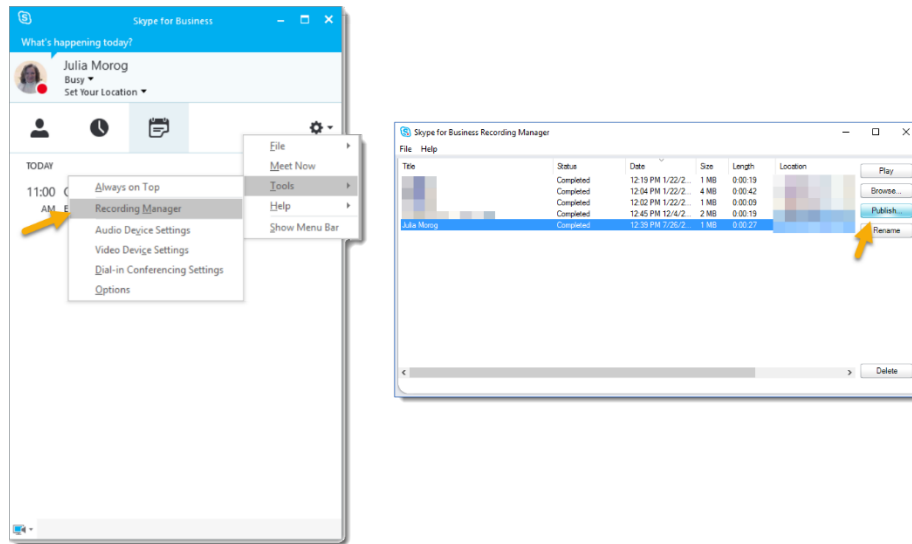 Skype for Business
What's happening today?
Julia Morog
Busy
Set Your Location
File
Meet Now
Tools
Help
Show Menu Bar
TODAY
11:00
AM
Always on Top
Recording Manager
Audio Device Settings
Video Device Settings
Dial-in Conferencing Settings
Options
Skype for Business Recording Manager
File Help
Title Status Date Size Length Location
Completed 12:19 PM 1/22/2... 1 MB 0:00:19
Completed 12:04 PM 1/22/2... 4 MB 0:00:42
Completed 12:02 PM 1/22/2... 1 MB 0:00:09
Completed 12:45 PM 12/4/2... 2 MB 0:00:19
Julia Morog Completed 12:39 PM 7/26/2... 1 MB 0:00:27
Play
Browse...
Publish...
Rename
Delete